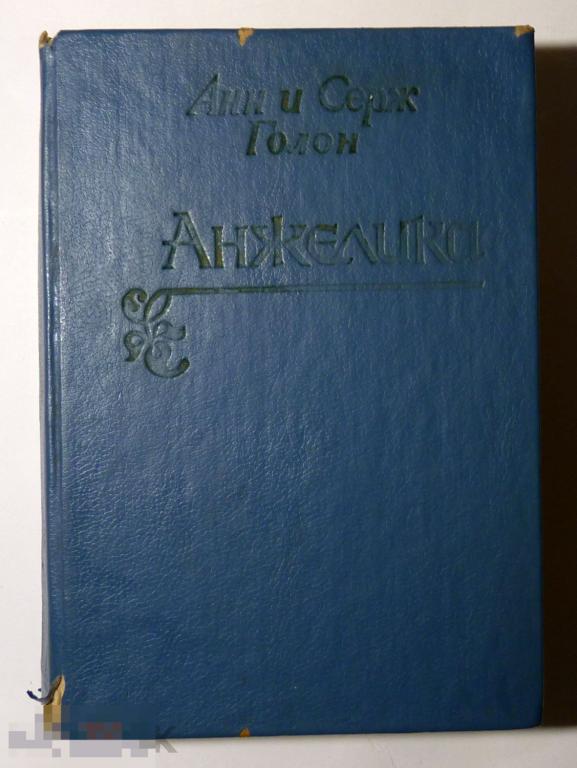 Анн и Серж
Голон
Анжелика